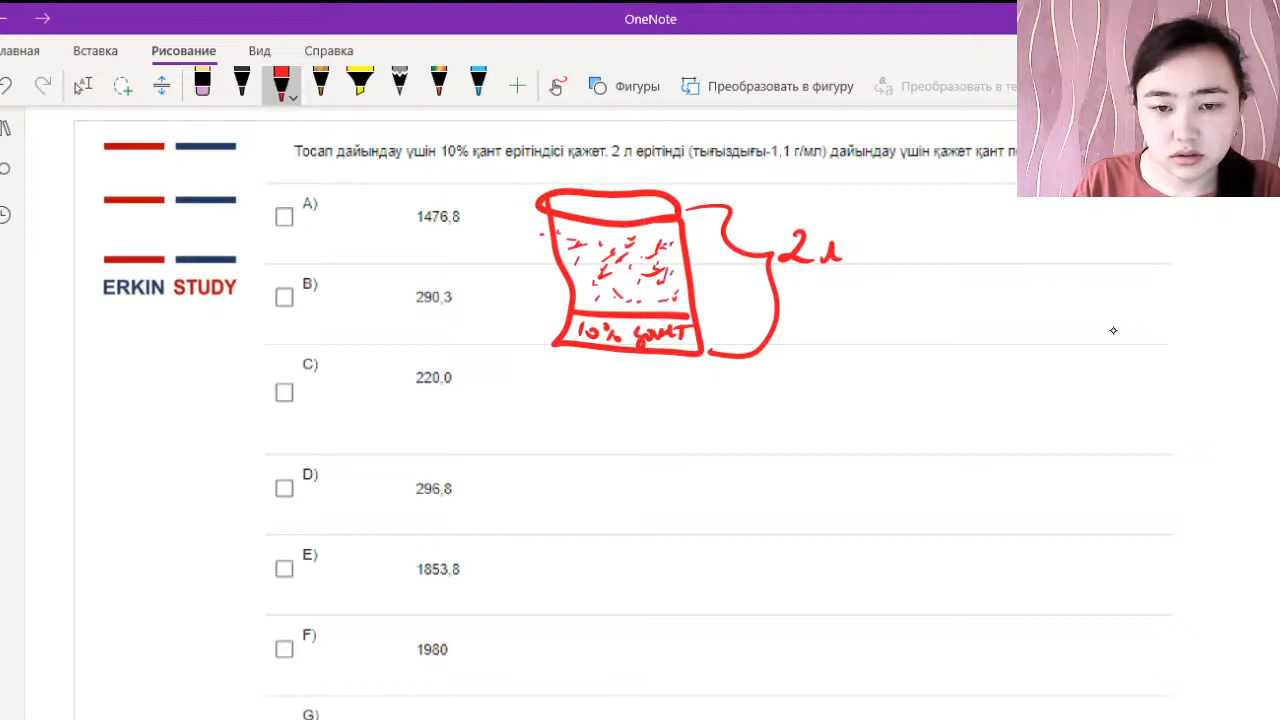 OneNote
лавная Вставка Рисование Вид Справка
Фигуры Преобразовать в фигуру Преобразовать в те
ERKIN STUDY
Тосап дайындау үшін 10% қант ерітіндісі қажет. 2 л ерітінді (тығыздығы-1,1 г/мл) дайындау үшін қажет қант
A) 1476,8
2 л
B) 290,3
10%
C) 220,0
D) 296,8
E) 1853,8
F) 1980
G)